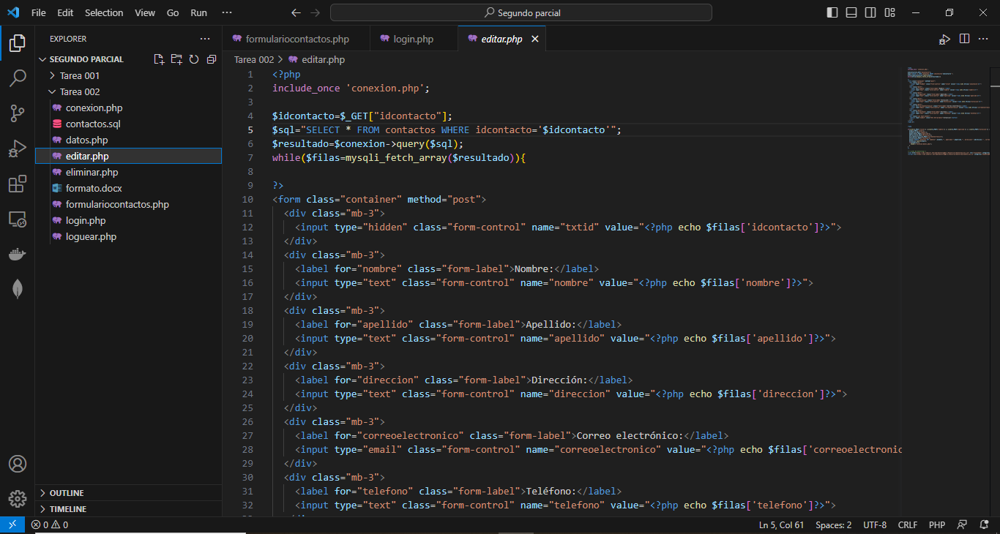 File Edit Selection View Go Run ··· Segundo parcial
EXPLORER ···
SEGUNDO PARCIAL
Tarea 001
Tarea 002
conexion.php
contactos.sql
datos.php
editar.php
eliminar.php
formato.docx
formulariocontactos.php
login.php
loguear.php
OUTLINE
TIMELINE
formulariocontactos.php login.php editar.php
Tarea 002 > editar.php
1 <?php
2 include_once 'conexion.php';
3
4 $idcontacto=$_GET["idcontacto"];
5 $sql="SELECT * FROM contactos WHERE idcontacto='$idcontacto'";
6 $resultado=$conexion->query($sql);
7 while($filas=mysqli_fetch_array($resultado)){
8
9 ?>
10 <form class="container" method="post">
11 <div class="mb-3">
12 <input type="hidden" class="form-control" name="txtid" value="<?php echo $filas['idcontacto']?>">
13 </div>
14 <div class="mb-3">
15 <label for="nombre" class="form-label">Nombre:</label>
16 <input type="text" class="form-control" name="nombre" value="<?php echo $filas['nombre']?>">
17 </div>
18 <div class="mb-3">
19 <label for="apellido" class="form-label">Apellido:</label>
20 <input type="text" class="form-control" name="apellido" value="<?php echo $filas['apellido']?>">
21 </div>
22 <div class="mb-3">
23 <label for="direccion" class="form-label">Dirección:</label>
24 <input type="text" class="form-control" name="direccion" value="<?php echo $filas['direccion']?>">
25 </div>
26 <div class="mb-3">
27 <label for="correoelectronico" class="form-label">Correo electrónico:</label>
28 <input type="email" class="form-control" name="correoelectronico" value="<?php echo $filas['correoelectronic
29 </div>
30 <div class="mb-3">
31 <label for="telefono" class="form-label">Teléfono:</label>
32 <input type="text" class="form-control" name="telefono" value="<?php echo $filas['telefono']?>">
0 0 Ln 5, Col 61 Spaces: 2 UTF-8 CRLF PHP